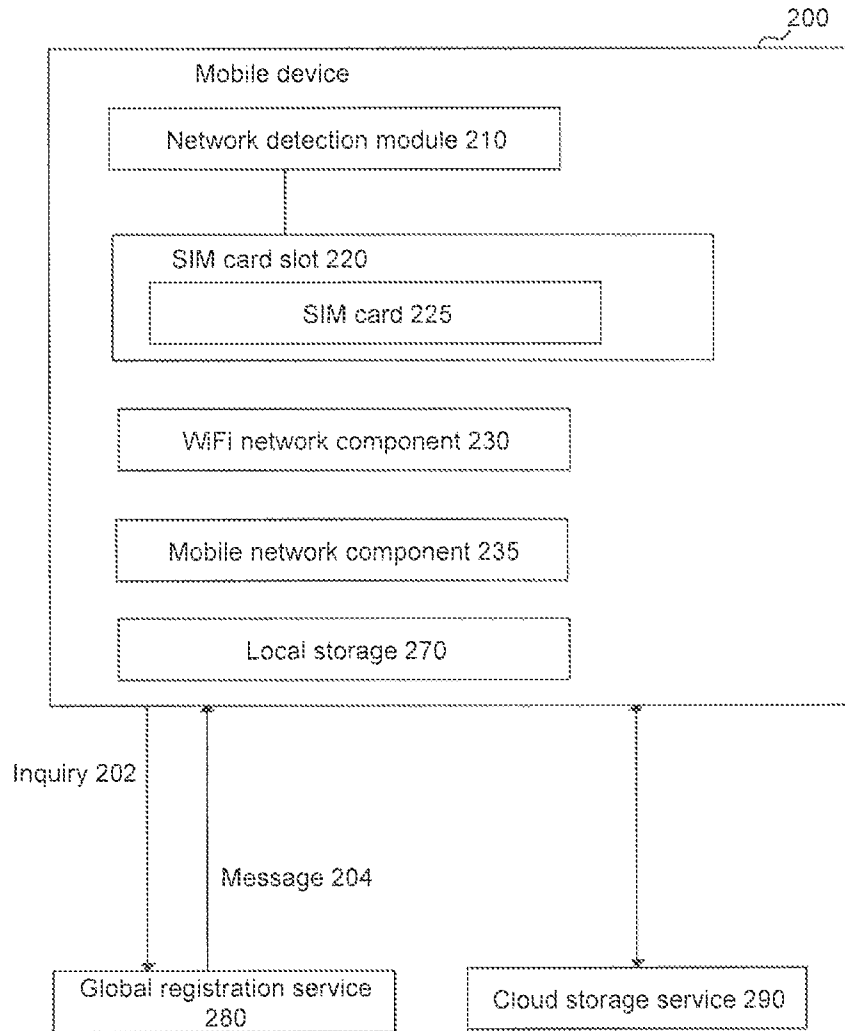 200
Mobile device
Network detection module 210
SIM card slot 220
SIM card 225
WiFi network component 230
Mobile network component 235
Local storage 270
Inquiry 202
Message 204
Global registration service
280
Cloud storage service 290